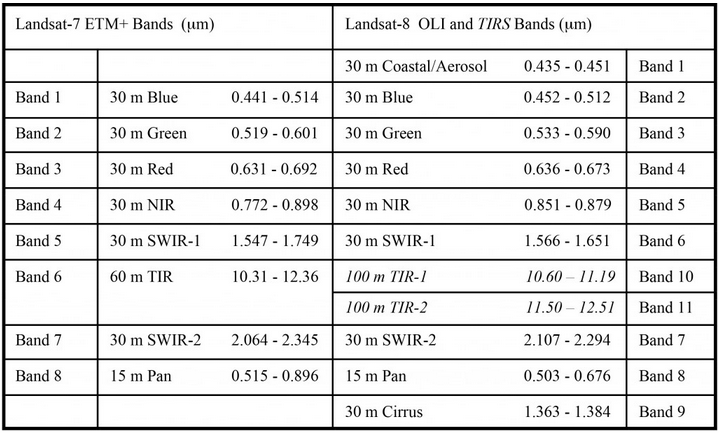 Landsat-7 ETM+ Bands (µm) Landsat-8 OLI and TIRS Bands (µm)
30 m Coastal/Aerosol 0.435 - 0.451 Band 1
Band 1 30 m Blue 0.441 - 0.514 30 m Blue 0.452 - 0.512 Band 2
Band 2 30 m Green 0.519 - 0.601 30 m Green 0.533 - 0.590 Band 3
Band 3 30 m Red 0.631 - 0.692 30 m Red 0.636 - 0.673 Band 4
Band 4 30 m NIR 0.772 - 0.898 30 m NIR 0.851 - 0.879 Band 5
Band 5 30 m SWIR-1 1.547 - 1.749 30 m SWIR-1 1.566 - 1.651 Band 6
Band 6 60 m TIR 10.31 - 12.36 100 m TIR-1 10.60 – 11.19 Band 10
100 m TIR-2 11.50 - 12.51 Band 11
Band 7 30 m SWIR-2 2.064 - 2.345 30 m SWIR-2 2.107 - 2.294 Band 7
Band 8 15 m Pan 0.515 - 0.896 15 m Pan 0.503 - 0.676 Band 8
30 m Cirrus 1.363 - 1.384 Band 9